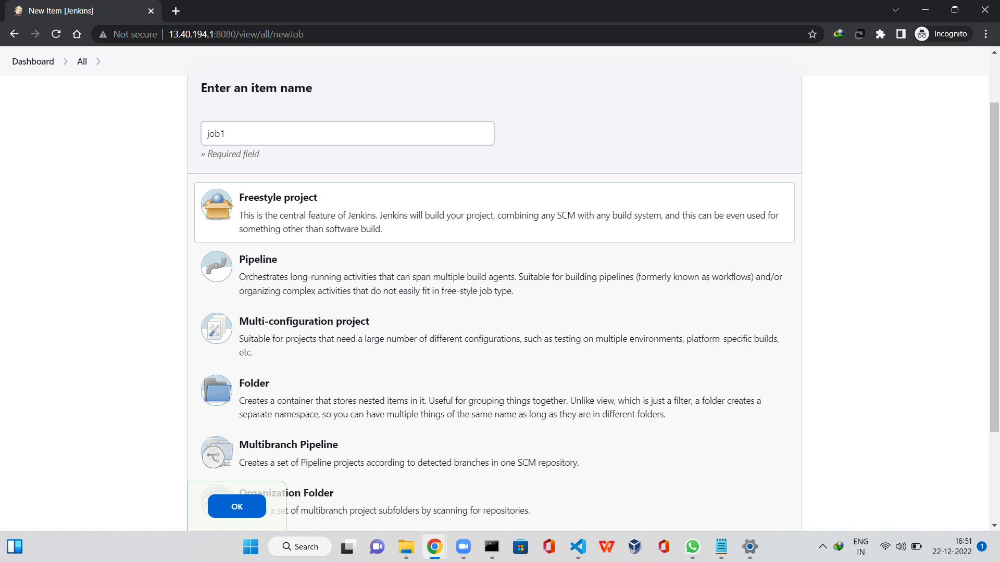 New Item [Jenkins]
Not secure
13.40.194.1:8080/view/all/newJob
Incognito
Dashboard
All
Enter an item name
job1
» Required field
Freestyle project
This is the central feature of Jenkins. Jenkins will build your project, combining any SCM with any build system, and this can be even used for
something other than software build.
Pipeline
Orchestrates long-running activities that can span multiple build agents. Suitable for building pipelines (formerly known as workflows) and/or
organizing complex activities that do not easily fit in free-style job type.
Multi-configuration project
Suitable for projects that need a large number of different configurations, such as testing on multiple environments, platform-specific builds,
etc.
Folder
Creates a container that stores nested items in it. Useful for grouping things together. Unlike view, which is just a filter, a folder creates a
separate namespace, so you can have multiple things of the same name as long as they are in different folders.
Multibranch Pipeline
Creates a set of Pipeline projects according to detected branches in one SCM repository.
Organization Folder
a set of multibranch project subfolders by scanning for repositories.
OK
Search
ENG
IN
16:51
22-12-2022
1